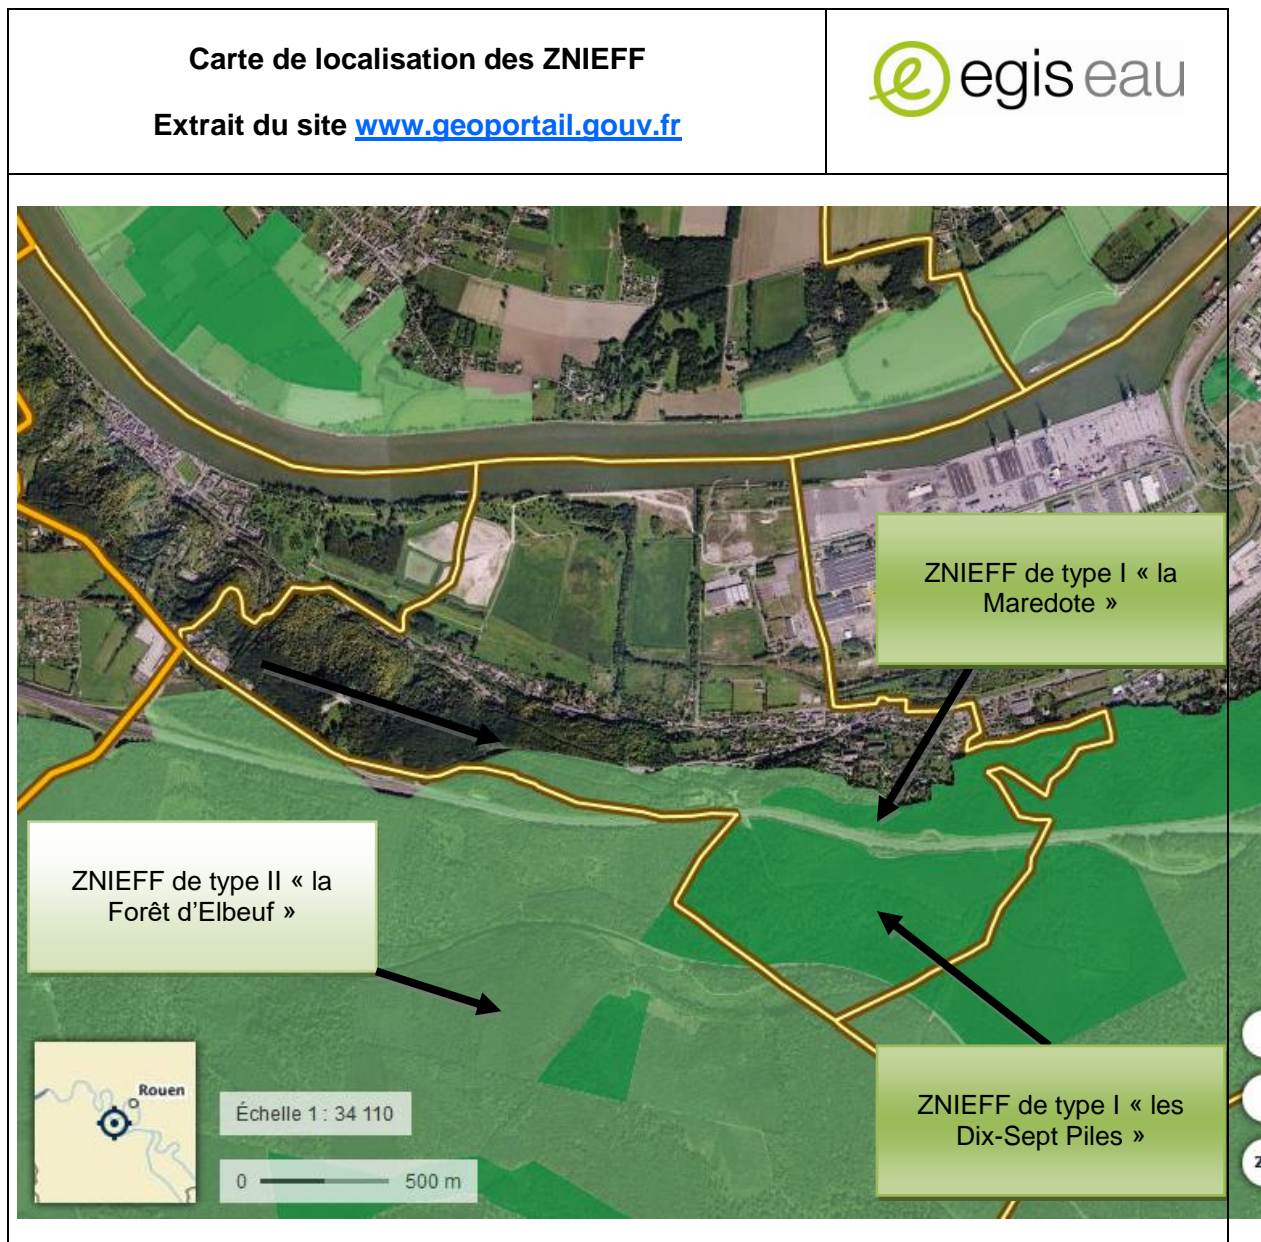 Carte de localisation des ZNIEFF
Extrait du site www.geoportail.gouv.fr
egis eau
ZNIEFF de type I « la
Maredote »
ZNIEFF de type II « la
Forêt d'Elbeuf »
Rouen
Échelle 1 : 34 110
0 500 m
ZNIEFF de type I « les
Dix-Sept Piles »